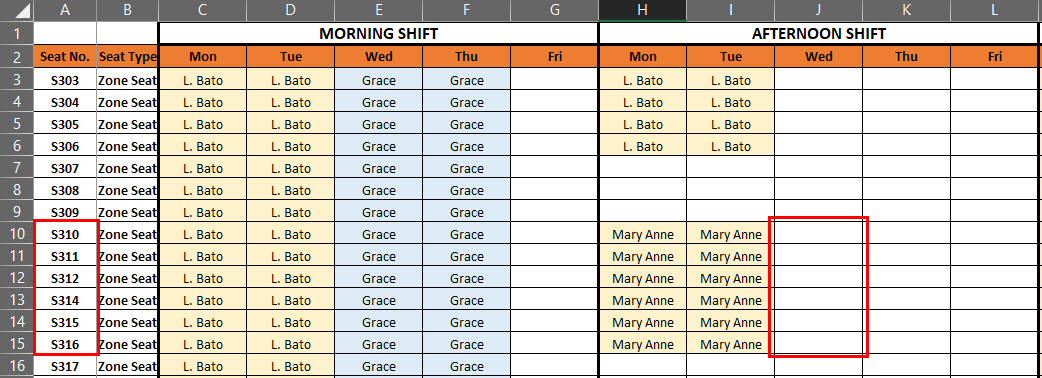 A B C D E F G H I J K L
1 MORNING SHIFT AFTERNOON SHIFT
2 Seat No. Seat Type Mon Tue Wed Thu Fri Mon Tue Wed Thu Fri
3 S303 Zone Seat L. Bato L. Bato Grace Grace L. Bato L. Bato
4 S304 Zone Seat L. Bato L. Bato Grace Grace L. Bato L. Bato
5 S305 Zone Seat L. Bato L. Bato Grace Grace L. Bato L. Bato
6 S306 Zone Seat L. Bato L. Bato Grace Grace L. Bato L. Bato
7 S307 Zone Seat L. Bato L. Bato Grace Grace
8 S308 Zone Seat L. Bato L. Bato Grace Grace
9 S309 Zone Seat L. Bato L. Bato Grace Grace
10 S310 Zone Seat L. Bato L. Bato Grace Grace Mary Anne Mary Anne
11 S311 Zone Seat L. Bato L. Bato Grace Grace Mary Anne Mary Anne
12 S312 Zone Seat L. Bato L. Bato Grace Grace Mary Anne Mary Anne
13 S314 Zone Seat L. Bato L. Bato Grace Grace Mary Anne Mary Anne
14 S315 Zone Seat L. Bato L. Bato Grace Grace Mary Anne Mary Anne
15 S316 Zone Seat L. Bato L. Bato Grace Grace Mary Anne Mary Anne
16 S317 Zone Seat L. Bato L. Bato Grace Grace